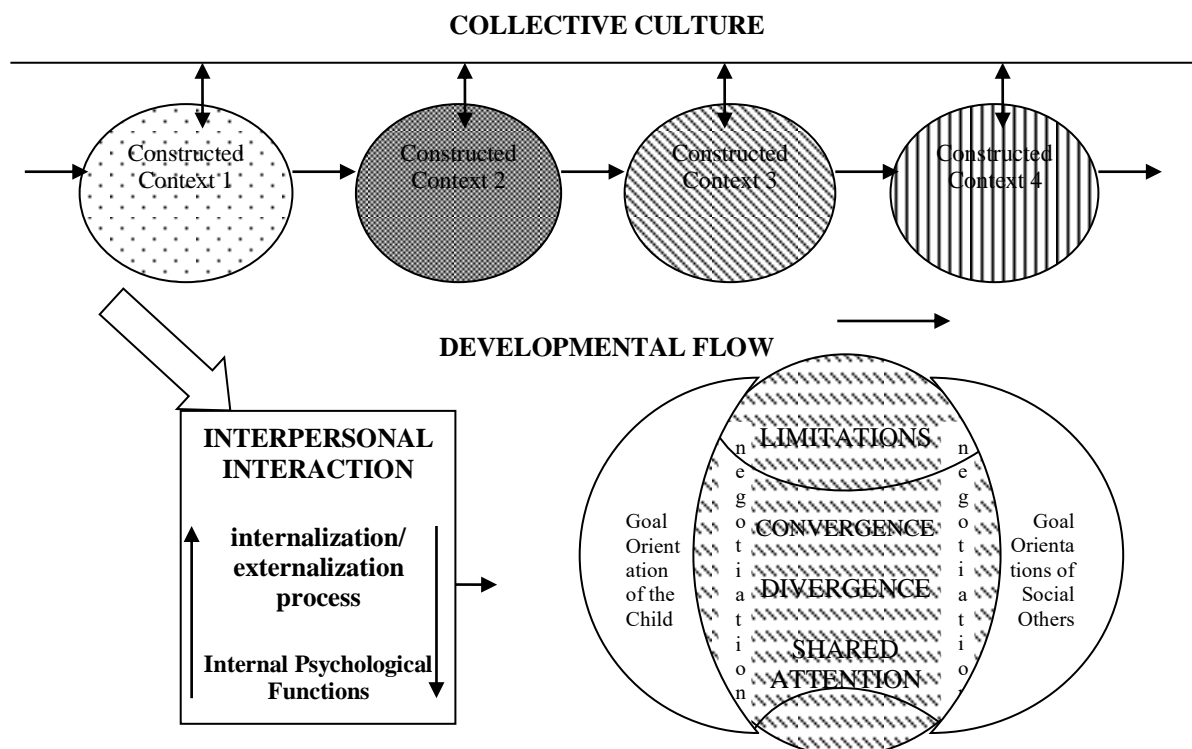 COLLECTIVE CULTURE
Constructed
Context 1
Constructed
Context 2
Constructed
Context 3
Constructed
Context 4
DEVELOPMENTAL FLOW
INTERPERSONAL
INTERACTION
internalization/
externalization
process
Internal Psychological
Functions
Goal
Orient
ation
of the
Child
n
e
g
o
t
i
a
t
i
o
n
LIMITATIONS
CONVERGENCE
DIVERGENCE
SHARED
ATTENTION
n
e
g
o
t
i
a
t
i
o
n
Goal
Orienta
tions of
Social
Others